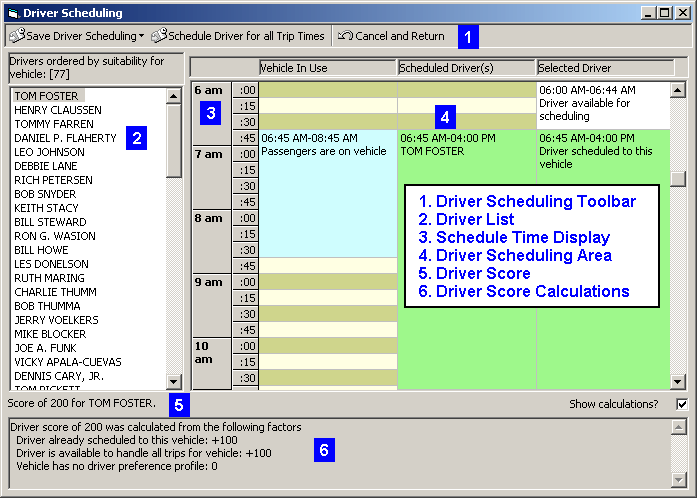 Driver Scheduling
Save Driver Scheduling Schedule Driver for all Trip Times Cancel and Return 1
Drivers ordered by suitability for
vehicle: [77]
TOM FOSTER
HENRY CLAUSSEN
TOMMY FARREN
DANIEL P. FLAHERTY
LEO JOHNSON
DEBBIE LANE
RICH PETERSEN
BOB SNYDER
KEITH STACY
BILL STEWARD
RON G. WASION
BILL HOWE
LES DONELSON
RUTH MARING
CHARLIE THUMM
BOB THUMMA
JERRY VOELKERS
MIKE BLOCKER
JOE A. FUNK
VICKY APALA-CUEVAS
DENNIS CARY, JR.
TOM PICKETT
2
Vehicle In Use Scheduled Driver(s) Selected Driver
6 am :00
:15
:30
:45
7 am :00
:15
:30
:45
8 am :00
:15
:30
:45
9 am :00
:15
:30
:45
10 am :00
:15
:30
3
06:45 AM-08:45 AM
Passengers are on vehicle
4
06:45 AM-04:00 PM
TOM FOSTER
06:00 AM-06:44 AM
Driver available for
scheduling
06:45 AM-04:00 PM
Driver scheduled to this
vehicle
1. Driver Scheduling Toolbar
2. Driver List
3. Schedule Time Display
4. Driver Scheduling Area
5. Driver Score
6. Driver Score Calculations
Score of 200 for TOM FOSTER. 5 Show calculations?
Driver score of 200 was calculated from the following factors
Driver already scheduled to this vehicle: +100
Driver is available to handle all trips for vehicle: +100
Vehicle has no driver preference profile: 0
6